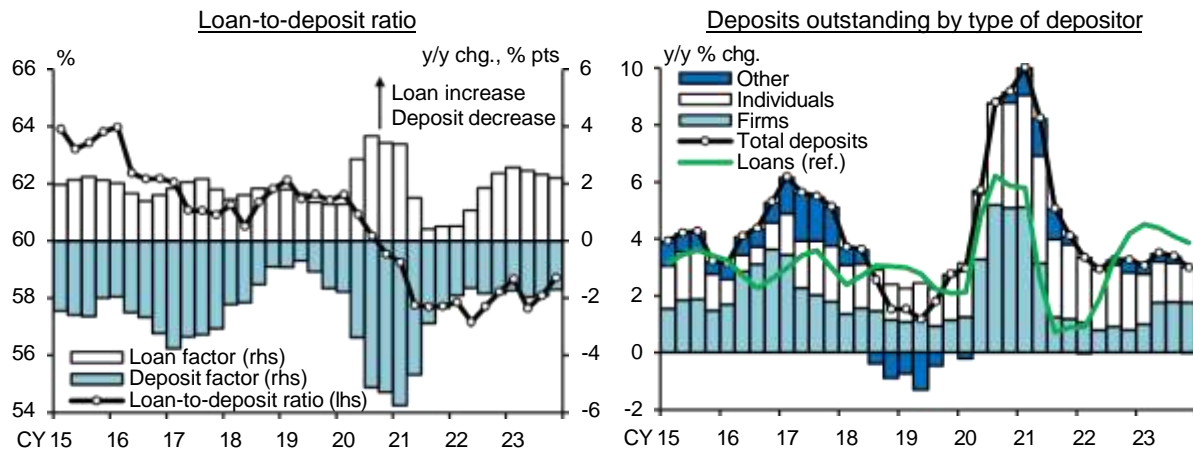 Loan-to-deposit ratio
%
y/y chg., % pts
66
64
62
60
58
56
54
6
4
2
0
-2
-4
-6
Loan increase
Deposit decrease
Loan factor (rhs)
Deposit factor (rhs)
Loan-to-deposit ratio (lhs)
CY 15 16 17 18 19 20 21 22 23
Deposits outstanding by type of depositor
y/y % chg.
10
8
6
4
2
0
-2
Other
Individuals
Firms
Total deposits
Loans (ref.)
CY 15 16 17 18 19 20 21 22 23